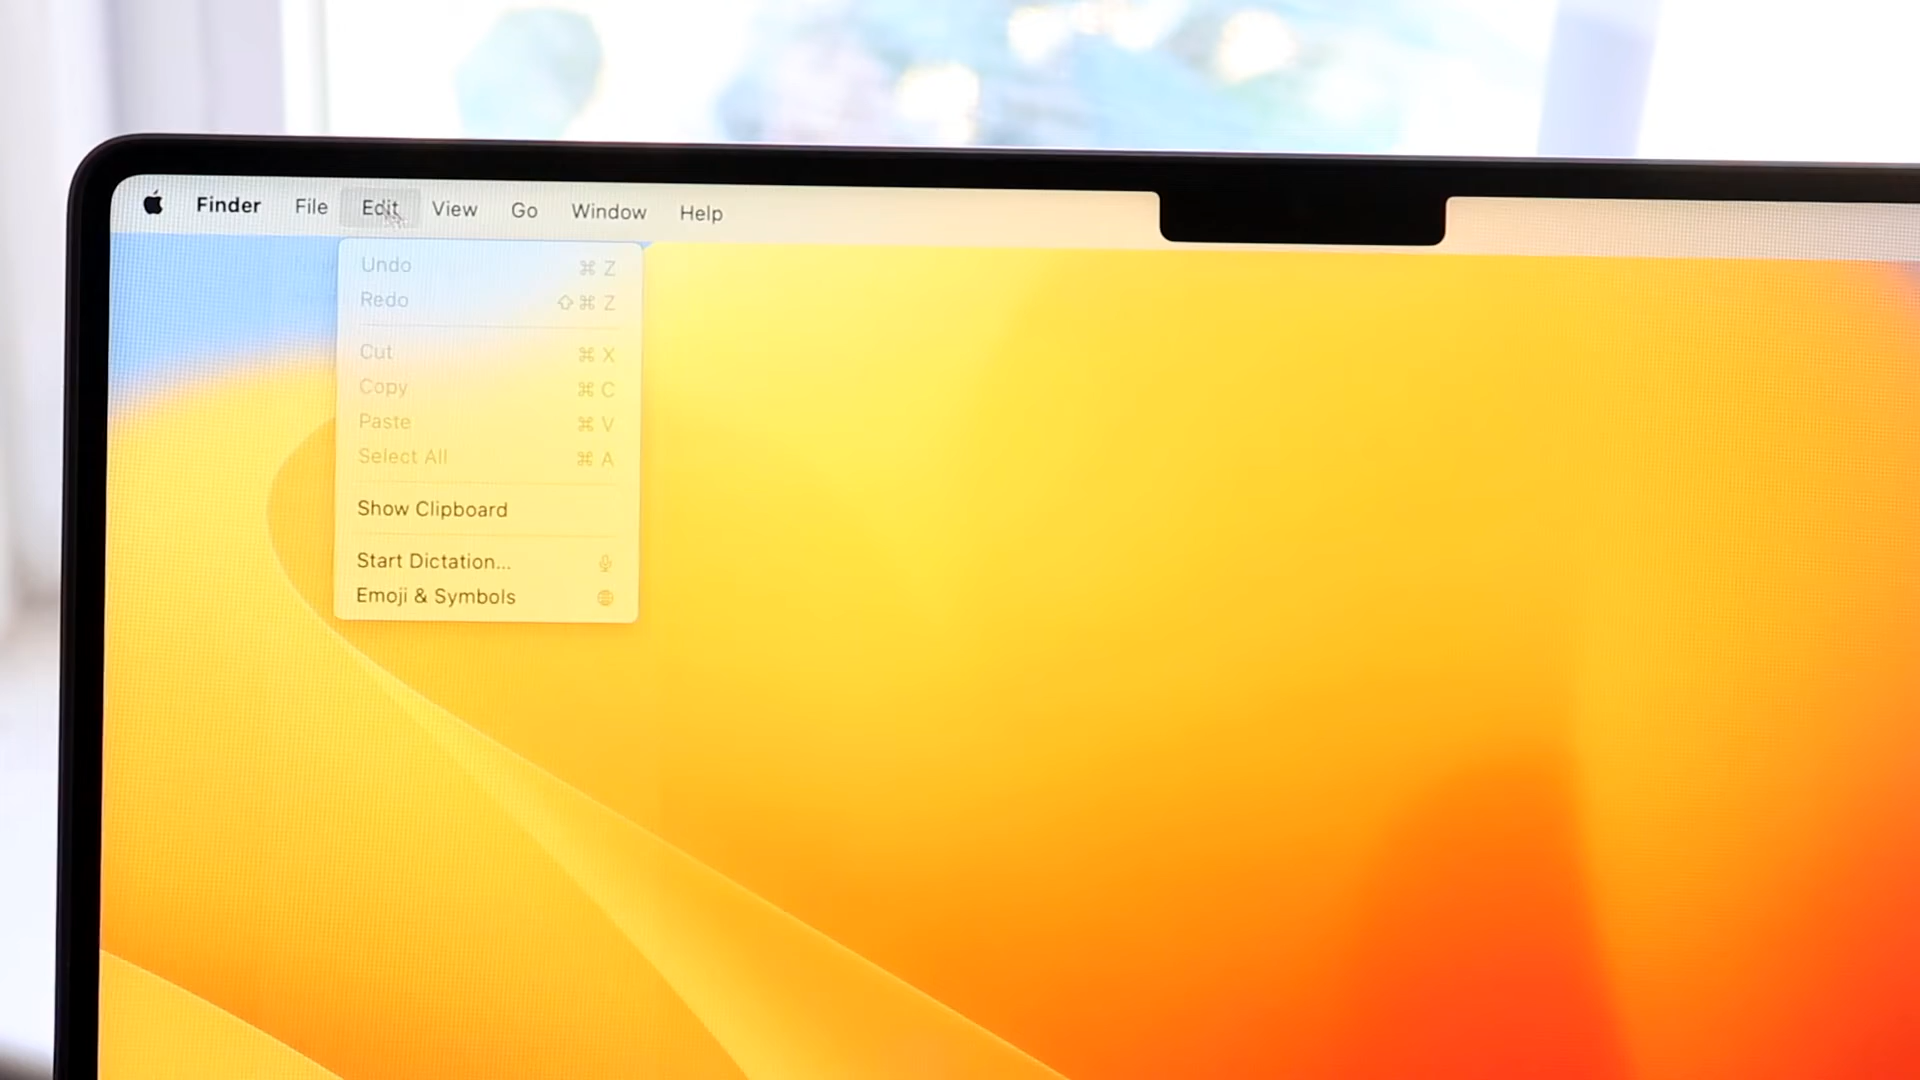 Finder File Edit View Go Window Help
Undo ⌘ Z
Redo ⇧ ⌘ Z
Cut ⌘ X
Copy ⌘ C
Paste ⌘ V
Select All ⌘ A
Show Clipboard
Start Dictation...
Emoji & Symbols